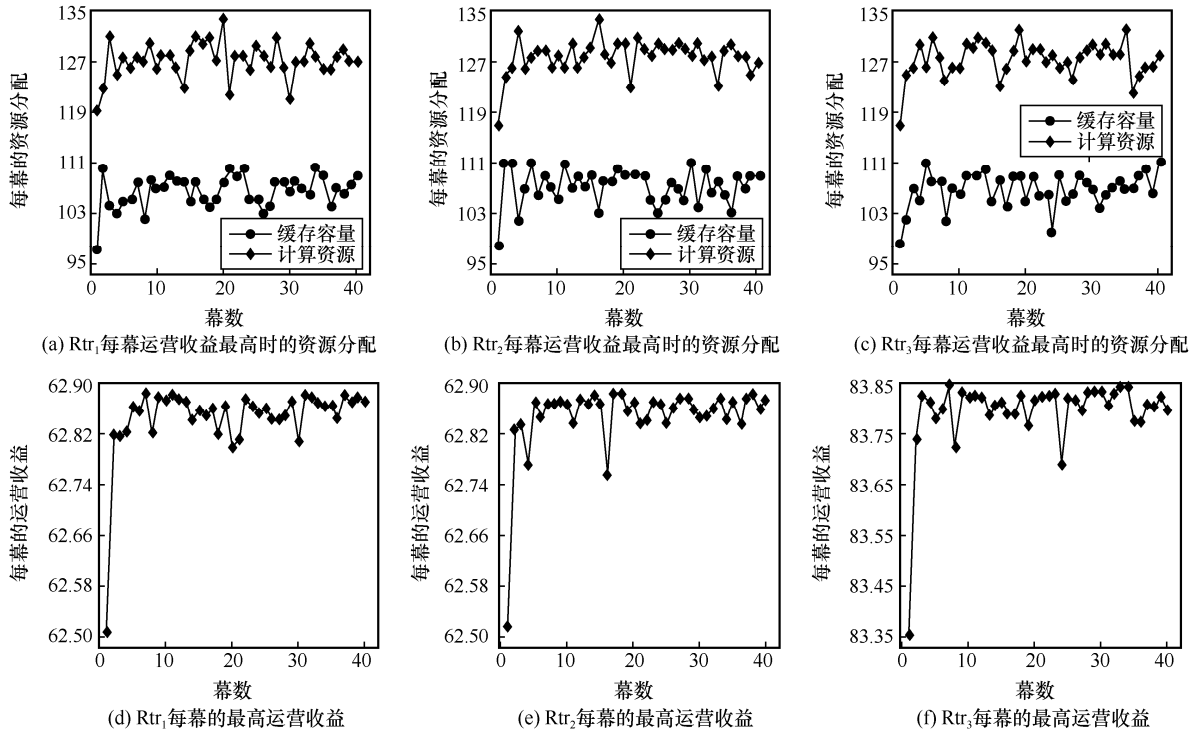 135
127
119
111
103
95
每幕的资源分配
缓存容量
计算资源
0 10 20 30 40
幕数
(a) Rtr₁每幕运营收益最高时的资源分配
135
127
119
111
103
95
每幕的资源分配
缓存容量
计算资源
0 10 20 30 40
幕数
(b) Rtr₂每幕运营收益最高时的资源分配
135
127
119
111
103
95
每幕的资源分配
缓存容量
计算资源
0 10 20 30 40
幕数
(c) Rtr₃每幕运营收益最高时的资源分配
62.90
62.82
62.74
62.66
62.58
62.50
每幕的运营收益
0 10 20 30 40
幕数
(d) Rtr₁每幕的最高运营收益
62.90
62.82
62.74
62.66
62.58
62.50
每幕的运营收益
0 10 20 30 40
幕数
(e) Rtr₂每幕的最高运营收益
83.85
83.75
83.65
83.55
83.45
83.35
每幕的运营收益
0 10 20 30 40
幕数
(f) Rtr₃每幕的最高运营收益